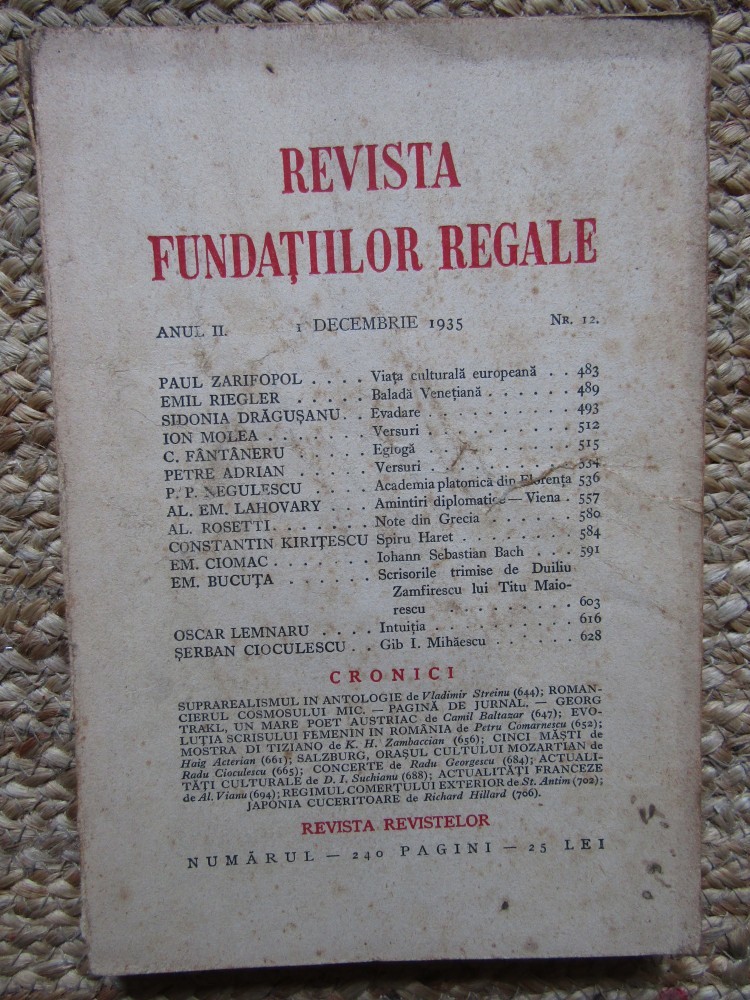 REVISTA
FUNDAȚIILOR REGALE
ANUL II. 1 DECEMBRIE 1935 NR. 12.
PAUL ZARIFOPOL . . . . Viața culturală europeană . . 483
EMIL RIEGLER . . . . . Baladă Venețiană . . . . . . 489
SIDONIA DRĂGUȘANU. . Evadare . . . . . . . . . . 493
ION MOLEA . . . . . . . Versuri . . . . . . . . . . 512
C. FÂNTÂNERU . . . . . Eglogă . . . . . . . . . . 515
PETRE ADRIAN . . . . . Versuri . . . . . . . . . . 534
P. P. NEGULESCU . . . . Academia platonică din Florența 536
AL. EM. LAHOVARY . . . Amintiri diplomatice — Viena . 557
AL. ROSETTI. . . . . . . Note din Grecia . . . . . . 580
CONSTANTIN KIRIȚESCU Spiru Haret . . . . . . . . 584
EM. CIOMAC. . . . . . . Iohann Sebastian Bach . . . 591
EM. BUCUȚA . . . . . . Scrisorile trimise de Duiliu
Zamfirescu lui Titu Maio-
rescu . . . . . . . . . 603
OSCAR LEMNARU . . . . Intuiția . . . . . . . . . . 616
ȘERBAN CIOCULESCU . . Gib I. Mihăescu . . . . . . 628
CRONICI
SUPRAREALISMUL IN ANTOLOGIE de Vladimir Streinu (644); ROMAN-
CIERUL COSMOSULUI MIC. — PAGINĂ DE JURNAL. — GEORG
TRAKL, UN MARE POET AUSTRIAC de Camil Baltazar (647); EVO-
LUȚIA SCRISULUI FEMENIN IN ROMÂNIA de Petru Comarnescu (652);
MOSTRA DI TIZIANO de K. H. Zambaccian (656); CINCI MĂȘTI de
Haig Acterian (661); SALZBURG, ORAȘUL CULTULUI MOZARTIAN de
Radu Cioculescu (665); CONCERTE de Radu Georgescu (684); ACTUALI-
TĂȚI CULTURALE de D. I. Suchianu (688); ACTUALITĂȚI FRANCEZE
de Al. Vianu (694); REGIMUL COMERȚULUI EXTERIOR de St. Antim (702);
JAPONIA CUCERITOARE de Richard Hillard (706).
REVISTA REVISTELOR
NUMĂRUL — 240 PAGINI — 25 LEI